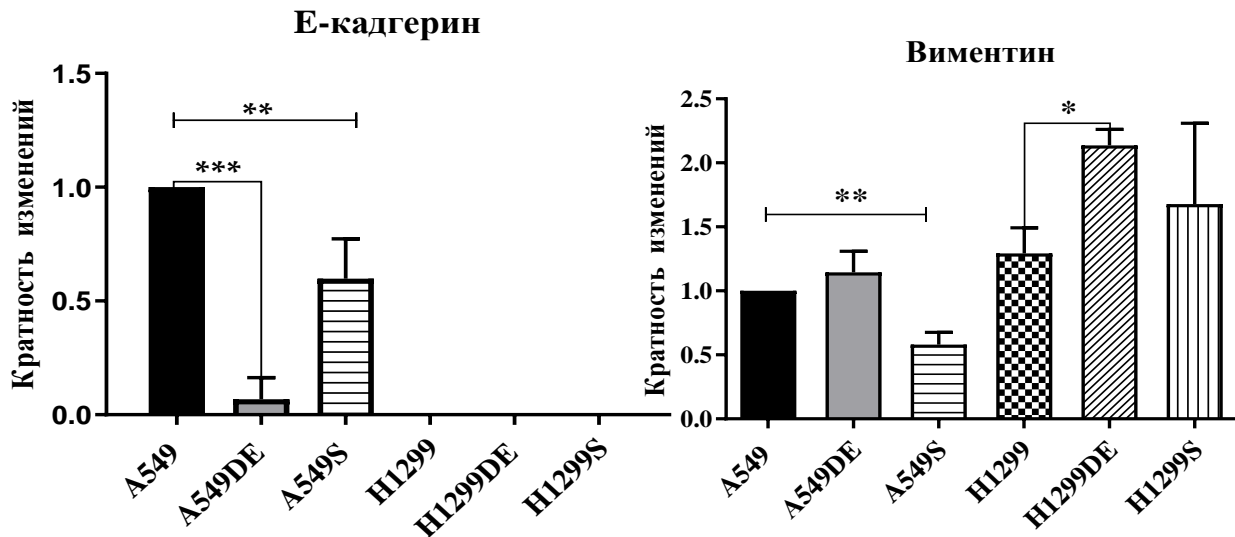 Е-кадгерин
Кратность изменений
1.5
1.0
0.5
0.0
**
***
A549
A549DE
A549S
H1299
H1299DE
H1299S
Виментин
Кратность изменений
2.5
2.0
1.5
1.0
0.5
0.0
*
**
A549
A549DE
A549S
H1299
H1299DE
H1299S